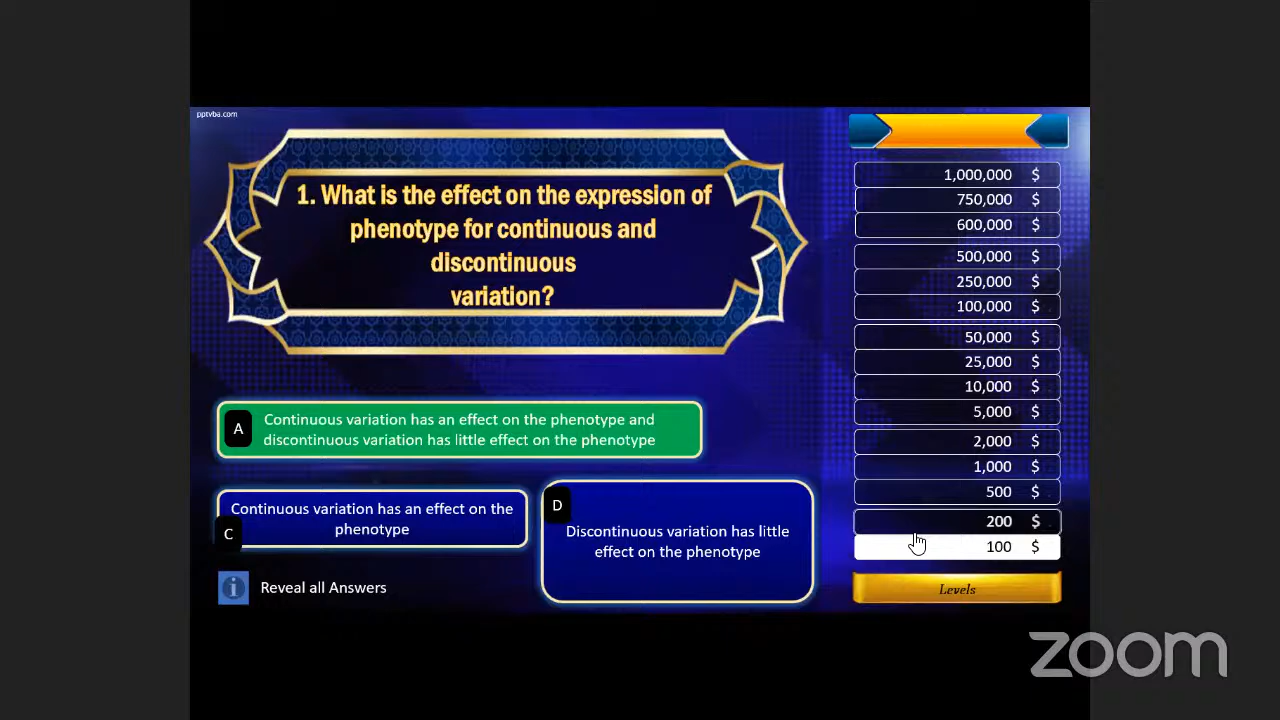 pptvba.com
1. What is the effect on the expression of
phenotype for continuous and
discontinuous
variation?
A
Continuous variation has an effect on the phenotype and
discontinuous variation has little effect on the phenotype
C
Continuous variation has an effect on the
phenotype
D
Discontinuous variation has little
effect on the phenotype
Reveal all Answers
1,000,000 $
750,000 $
600,000 $
500,000 $
250,000 $
100,000 $
50,000 $
25,000 $
10,000 $
5,000 $
2,000 $
1,000 $
500 $
200 $
100 $
Levels
zoom